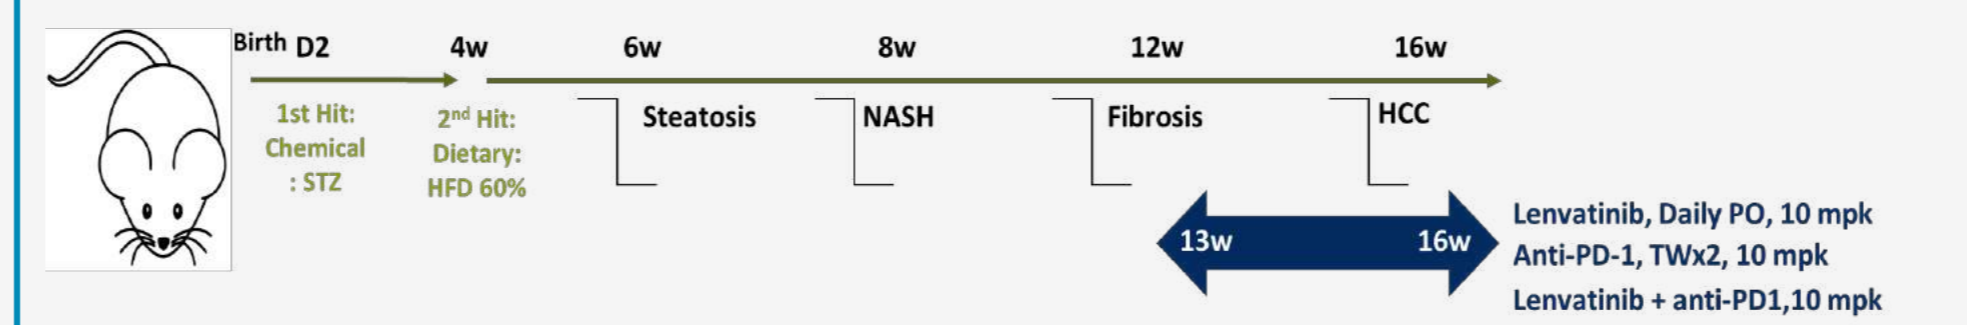 Birth D2 4w 6w 8w 12w 16w
1st Hit:
Chemical
: STZ
2nd Hit:
Dietary:
HFD 60%
Steatosis
NASH
Fibrosis
HCC
13w 16w
Lenvatinib, Daily PO, 10 mpk
Anti-PD-1, TWx2, 10 mpk
Lenvatinib + anti-PD1,10 mpk